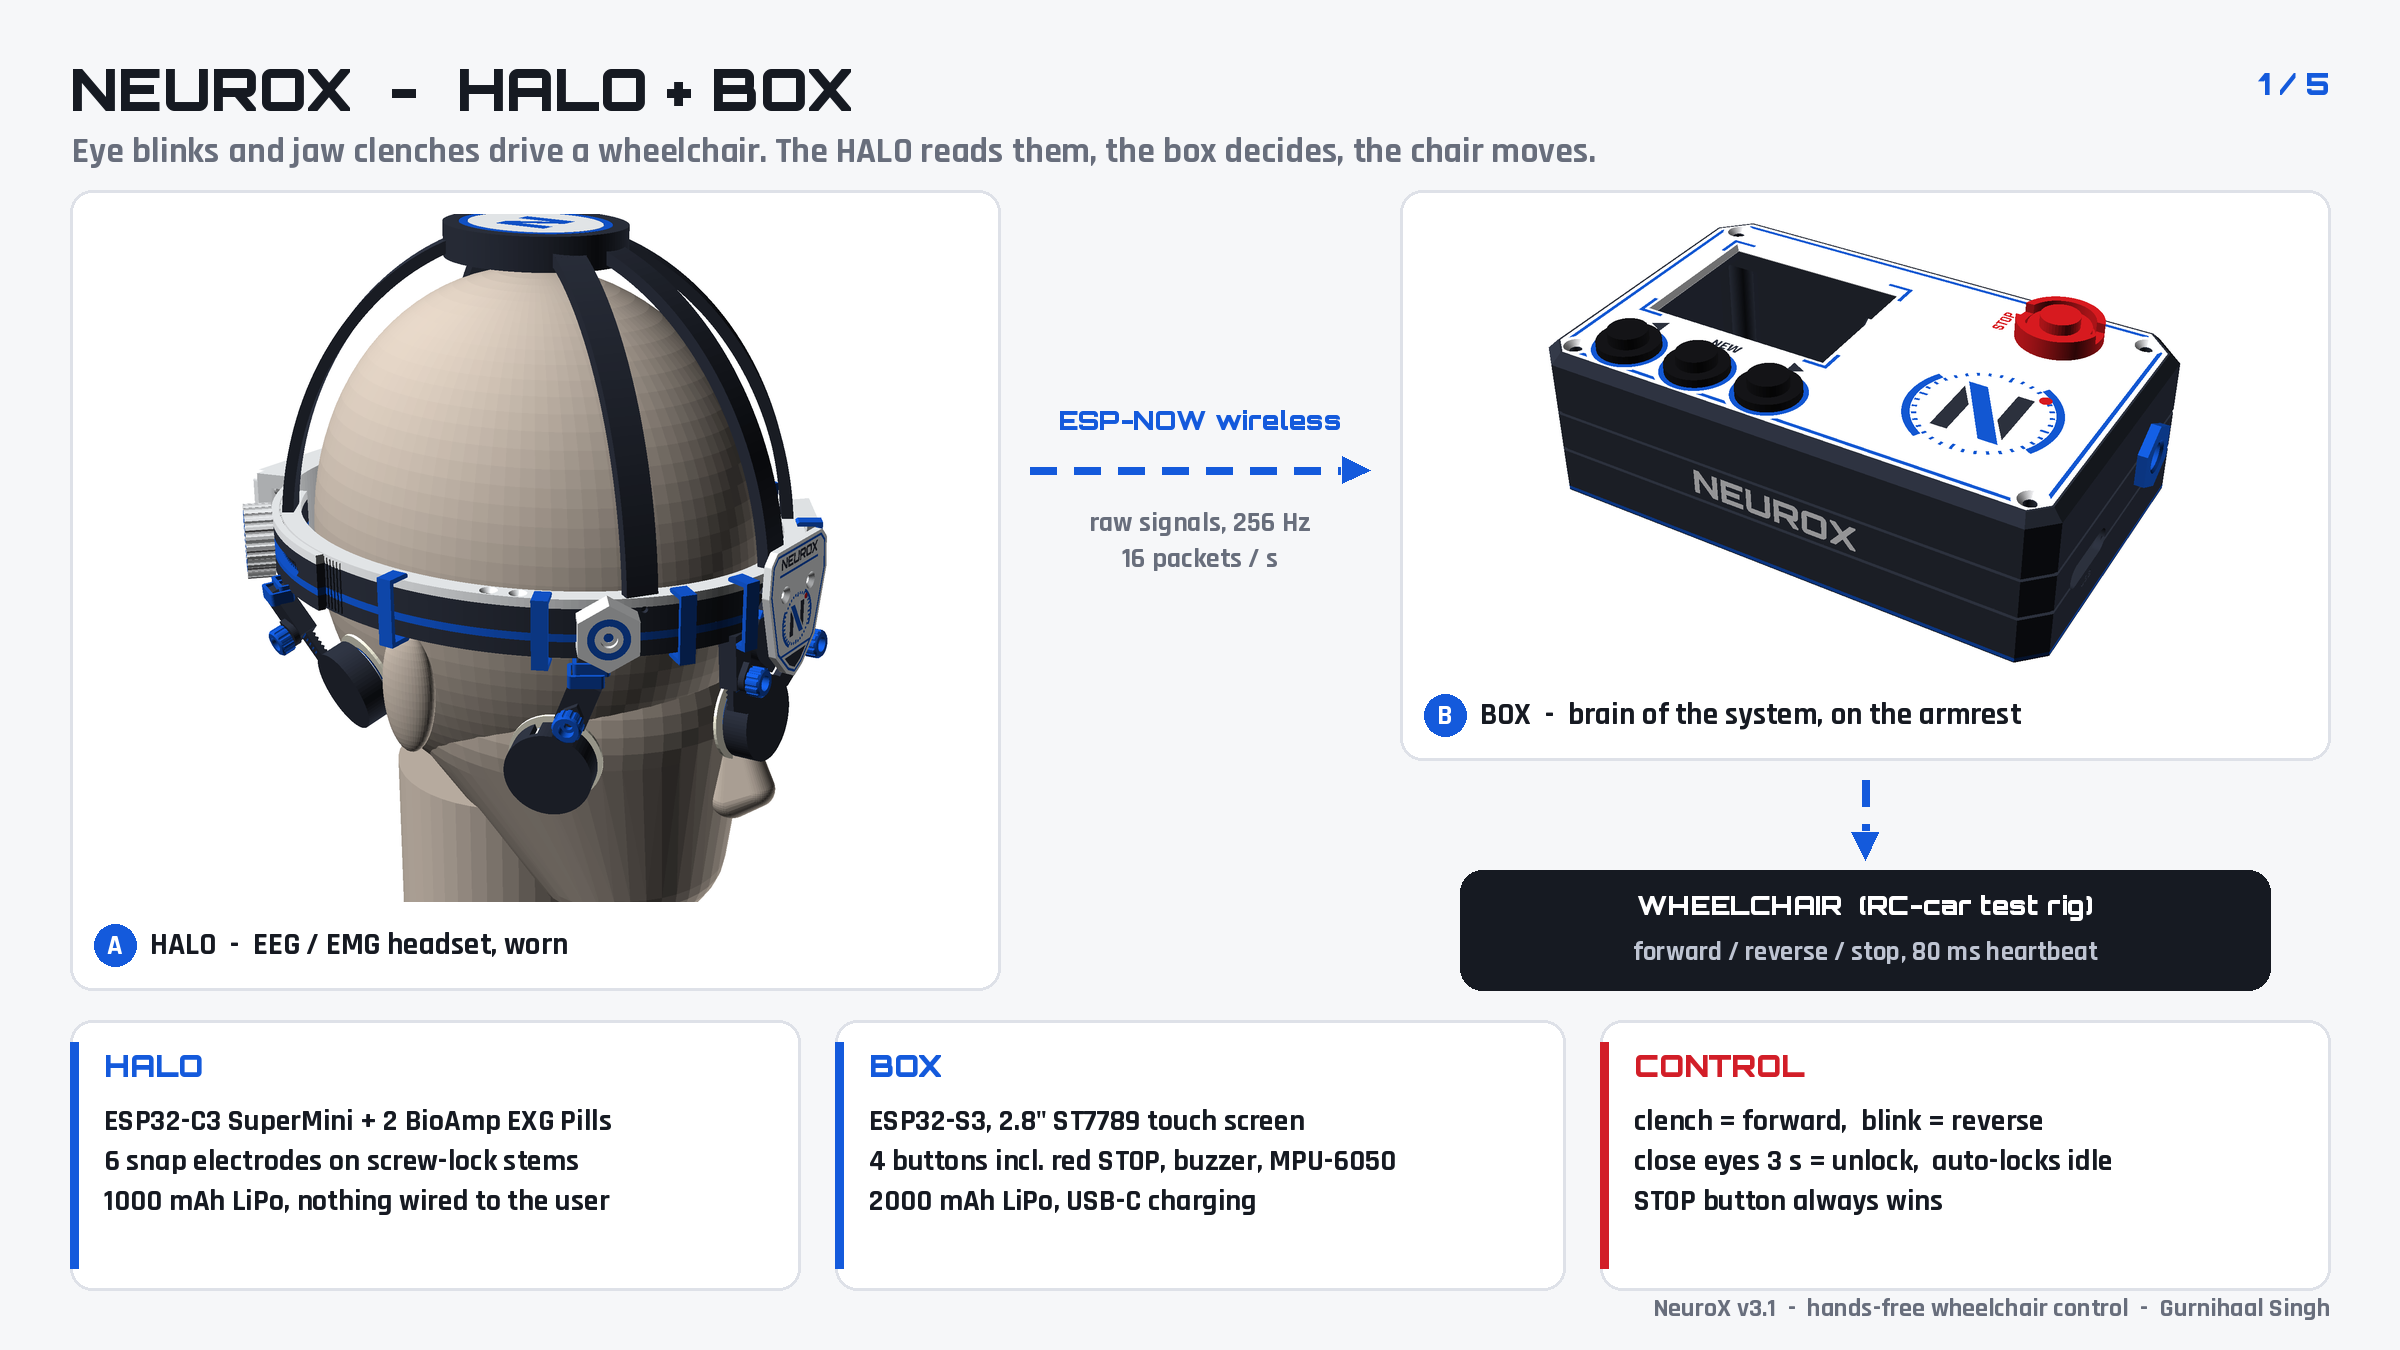 NEUROX - HALO + BOX
1 / 5
Eye blinks and jaw clenches drive a wheelchair. The HALO reads them, the box decides, the chair moves.
N
NEUROX
N
A HALO - EEG / EMG headset, worn
ESP-NOW wireless
raw signals, 256 Hz
16 packets / s
STOP
NEW
N
NEUROX
B BOX - brain of the system, on the armrest
WHEELCHAIR (RC-car test rig)
forward / reverse / stop, 80 ms heartbeat
HALO
ESP32-C3 SuperMini + 2 BioAmp EXG Pills
6 snap electrodes on screw-lock stems
1000 mAh LiPo, nothing wired to the user
BOX
ESP32-S3, 2.8" ST7789 touch screen
4 buttons incl. red STOP, buzzer, MPU-6050
2000 mAh LiPo, USB-C charging
CONTROL
clench = forward, blink = reverse
close eyes 3 s = unlock, auto-locks idle
STOP button always wins
NeuroX v3.1 - hands-free wheelchair control - Gurnihaal Singh